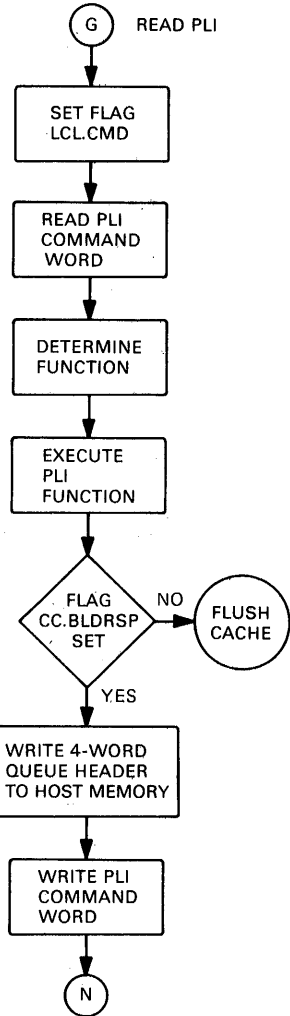 G READ PLI
SET FLAG
LCL.CMD
READ PLI
COMMAND
WORD
DETERMINE
FUNCTION
EXECUTE
PLI
FUNCTION
FLAG
CC.BLDRSP
SET
NO
FLUSH
CACHE
YES
WRITE 4-WORD
QUEUE HEADER
TO HOST MEMORY
WRITE PLI
COMMAND
WORD
N